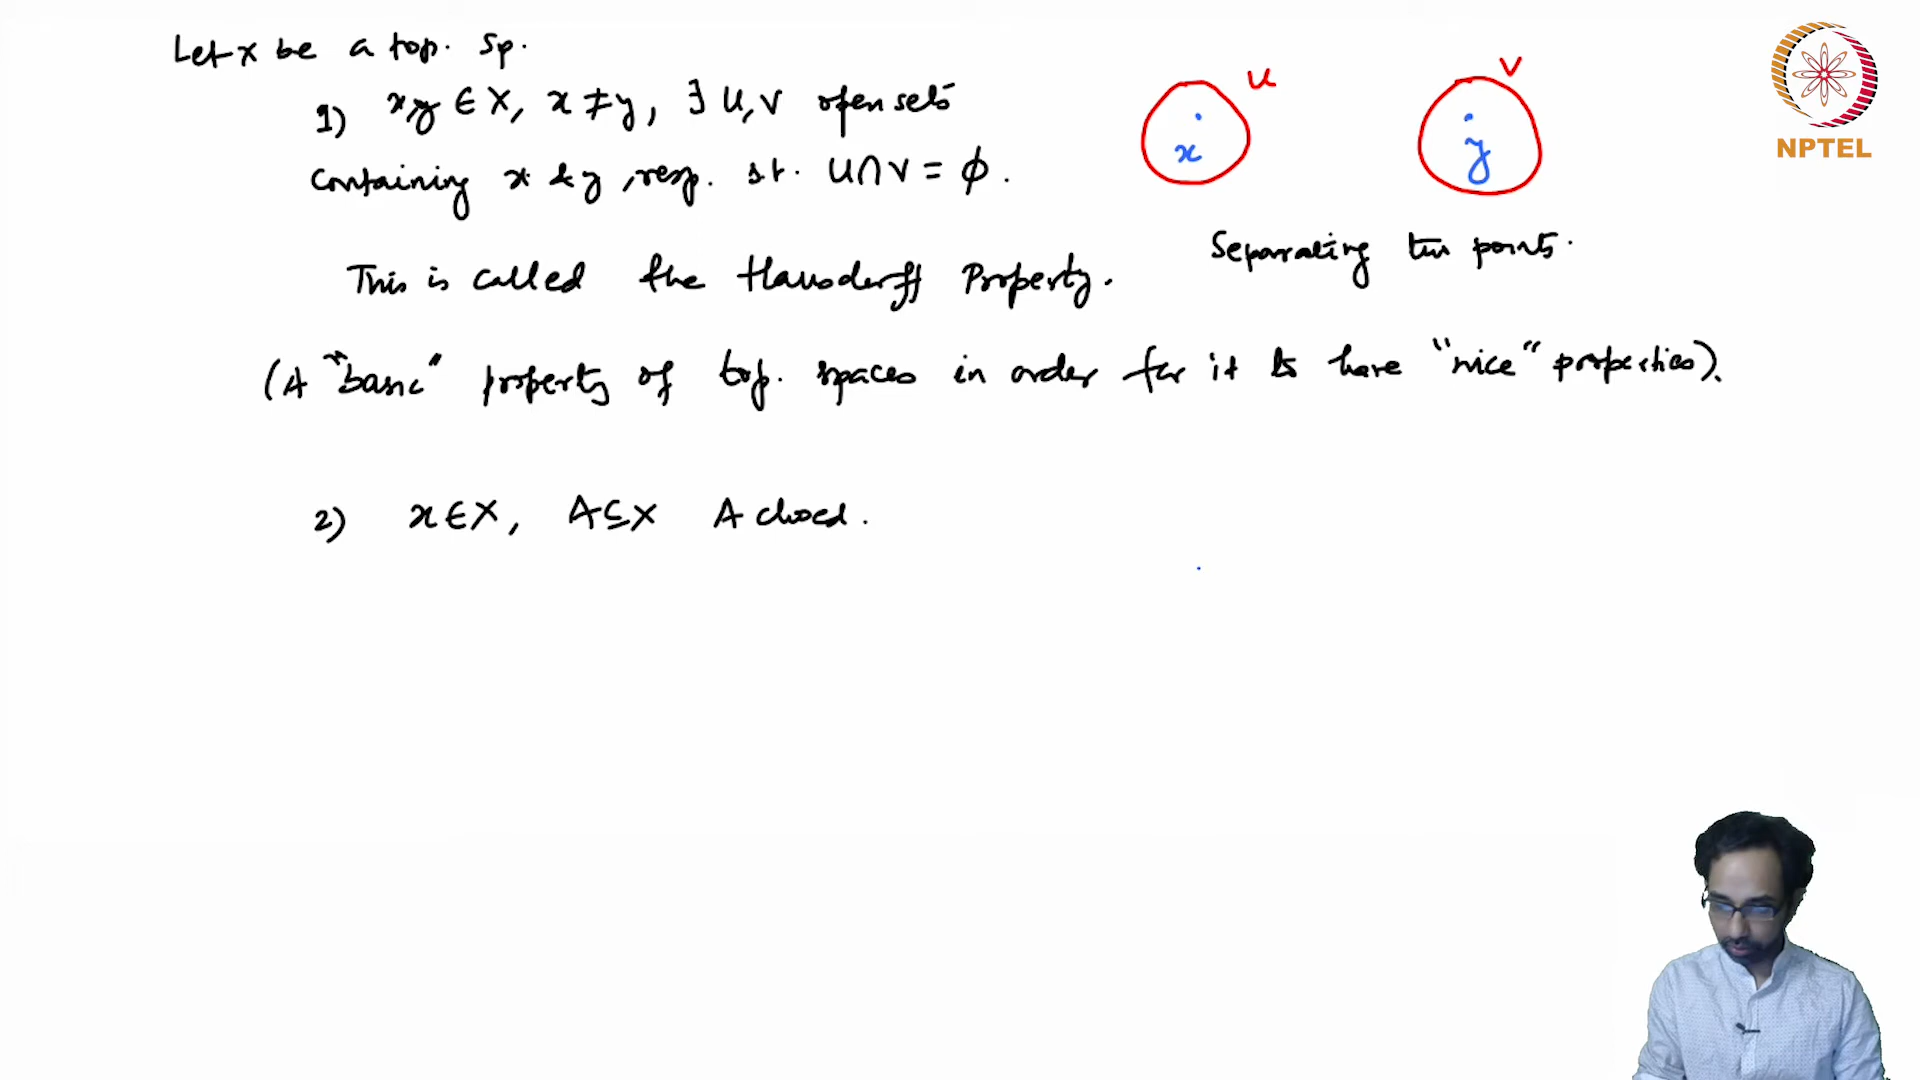 Let X be a top. Sp.
1) x,y ∈ X, x ≠ y, ∃ U,V open sets
containing x & y, resp. st. U∩V = ϕ.
This is called the Hausdorff Property.
(A "basic" property of top. spaces in order for it to have "nice" properties).
2) x ∈ X, A ⊆ X A closed.
U
V
x
y
Separating two points.
NPTEL